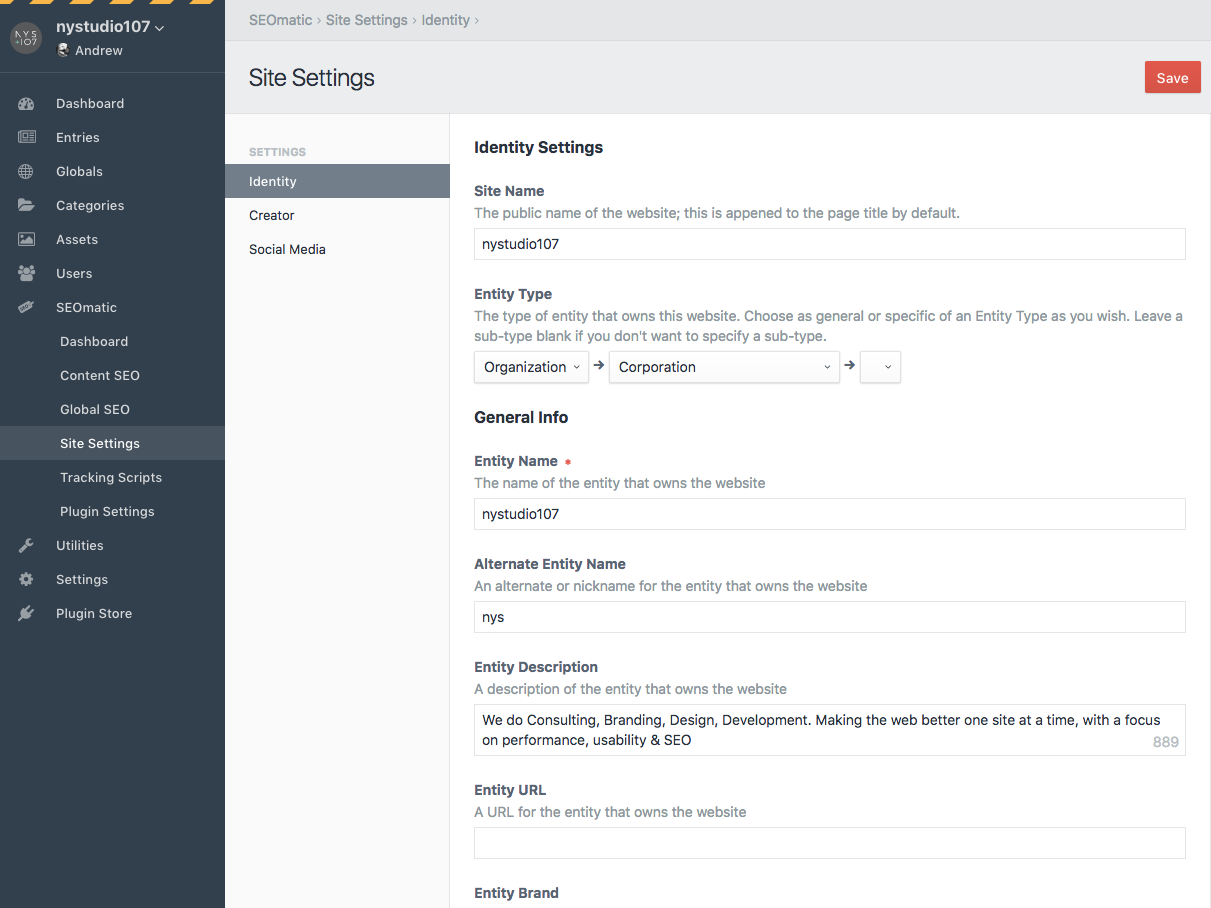 NYS
+107
nystudio107
Andrew
Dashboard
Entries
Globals
Categories
Assets
Users
SEOmatic
Dashboard
Content SEO
Global SEO
Site Settings
Tracking Scripts
Plugin Settings
Utilities
Settings
Plugin Store
SEOmatic › Site Settings › Identity ›
Site Settings
Save
SETTINGS
Identity
Creator
Social Media
Identity Settings
Site Name
The public name of the website; this is appened to the page title by default.
nystudio107
Entity Type
The type of entity that owns this website. Choose as general or specific of an Entity Type as you wish. Leave a
sub-type blank if you don't want to specify a sub-type.
Organization → Corporation →
General Info
Entity Name *
The name of the entity that owns the website
nystudio107
Alternate Entity Name
An alternate or nickname for the entity that owns the website
nys
Entity Description
A description of the entity that owns the website
We do Consulting, Branding, Design, Development. Making the web better one site at a time, with a focus
on performance, usability & SEO
889
Entity URL
A URL for the entity that owns the website
Entity Brand